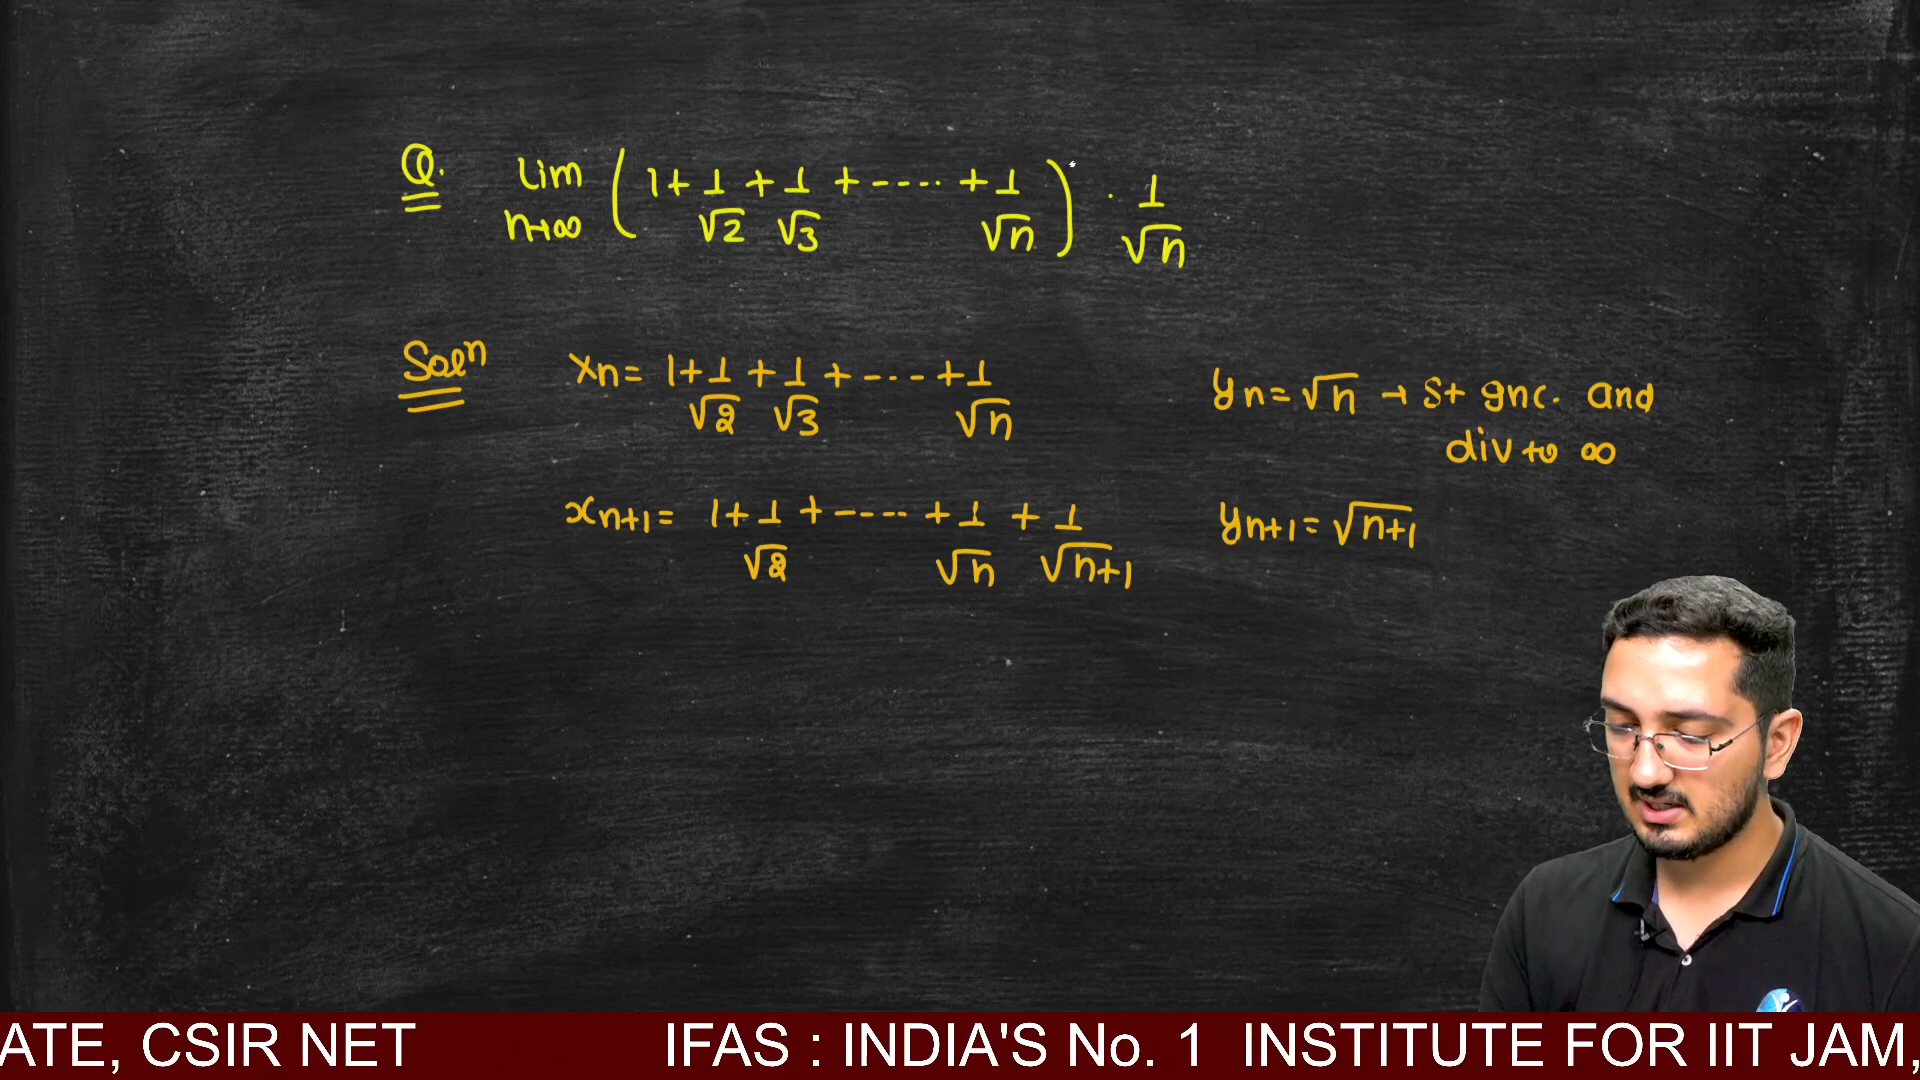 Q. Lim n→∞ (1 + 1/√2 + 1/√3 + ---- + 1/√n) · 1/√n
Solⁿ xn = 1 + 1/√2 + 1/√3 + ---- + 1/√n
yn = √n → st inc. and
div to ∞
xn+1 = 1 + 1/√2 + ---- + 1/√n + 1/√n+1
yn+1 = √n+1
ATE, CSIR NET IFAS : INDIA'S No. 1 INSTITUTE FOR IIT JAM,